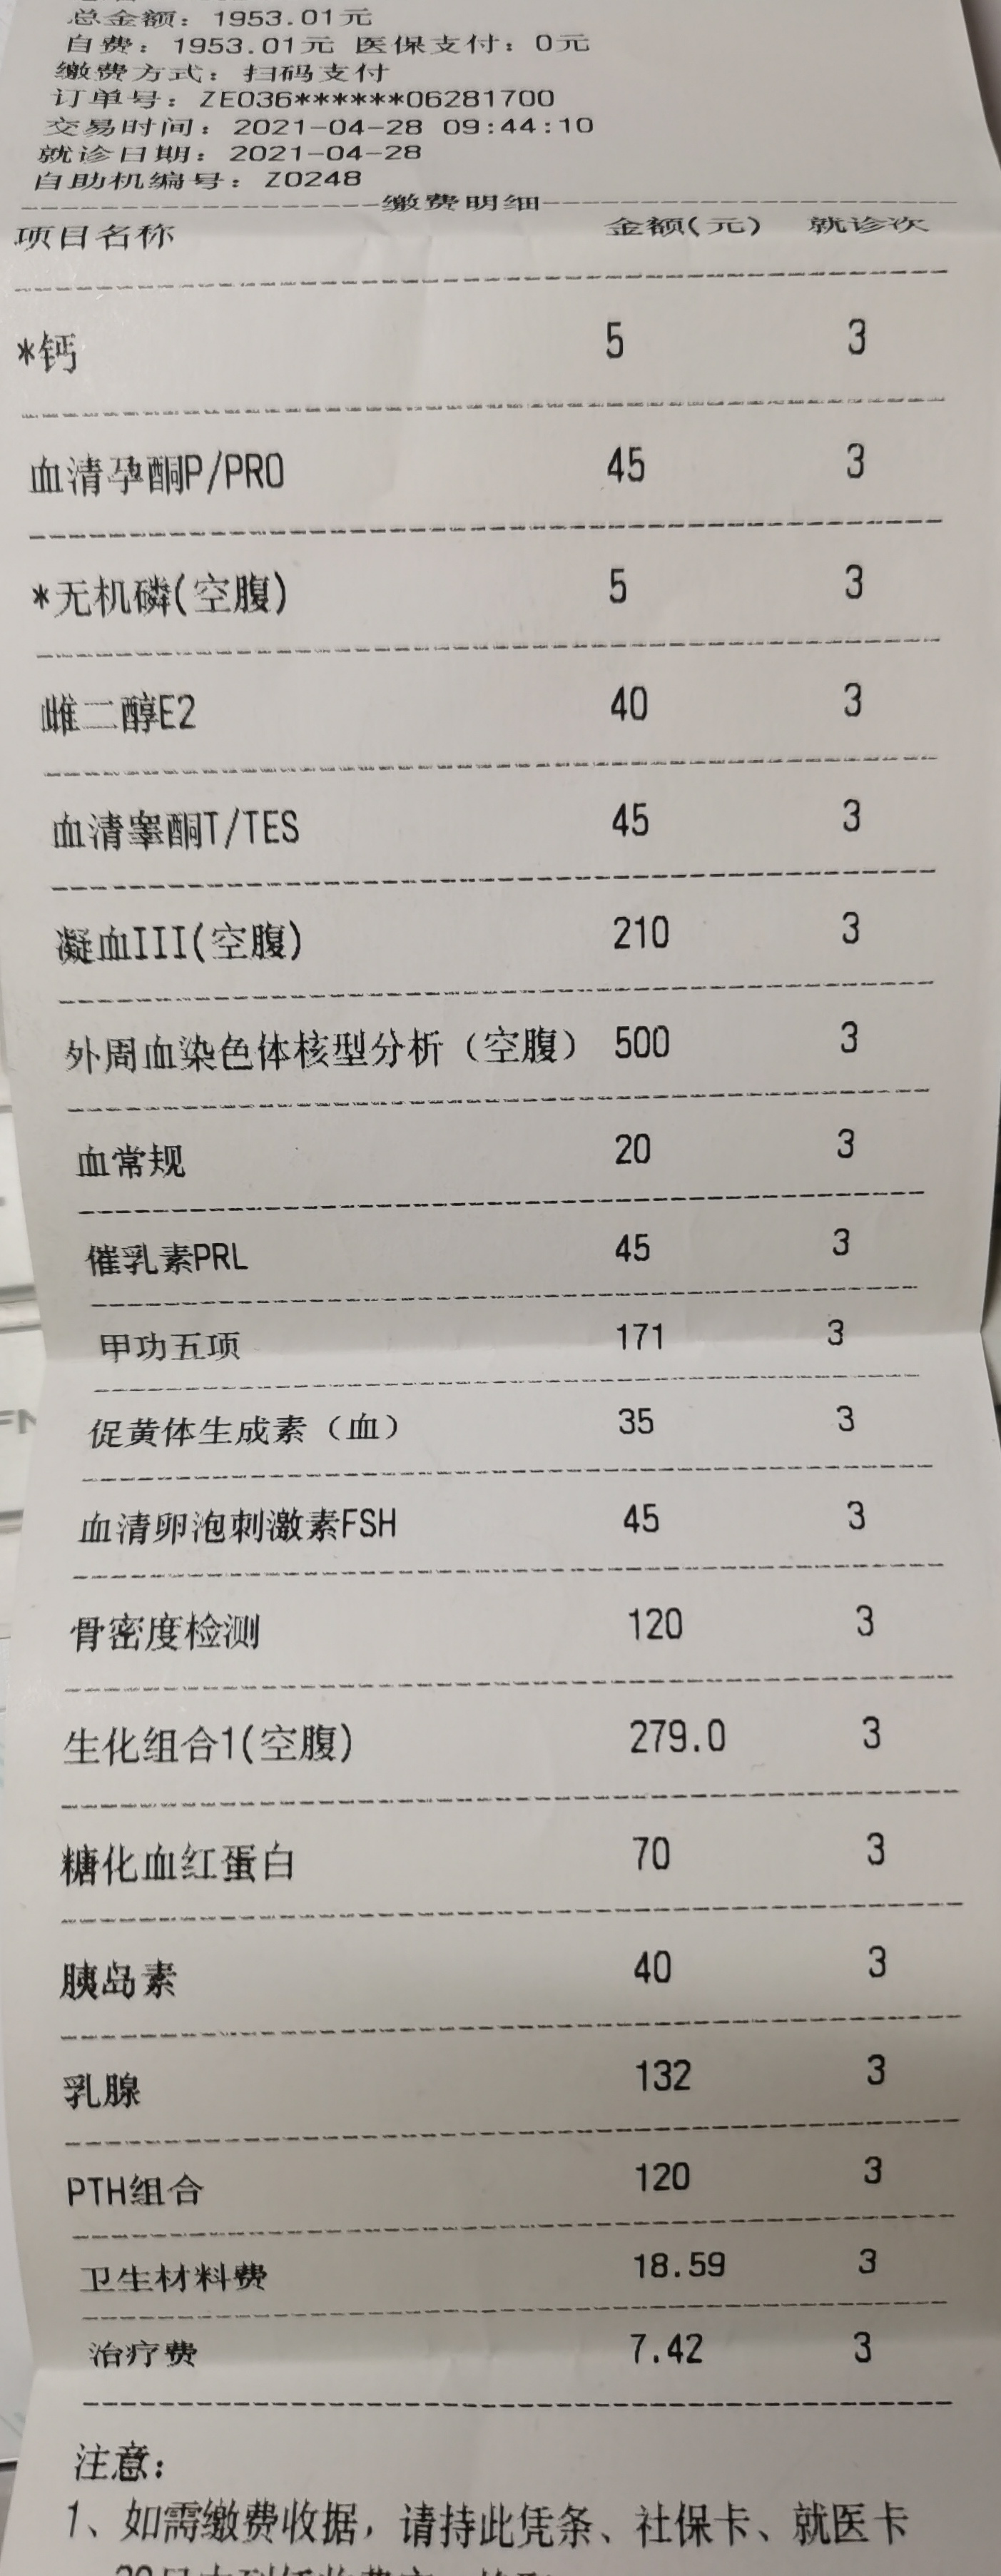 总金额：1953.01元
自费：1953.01元 医保支付：0元
缴费方式：扫码支付
订单号：ZE036******06281700
交易时间：2021-04-28 09:44:10
就诊日期：2021-04-28
自助机编号：Z0248
------------------缴费明细------------------
项目名称 金额(元) 就诊次
*钙 5 3
血清孕酮P/PRO 45 3
*无机磷(空腹) 5 3
雌二醇E2 40 3
血清睾酮T/TES 45 3
凝血III(空腹) 210 3
外周血染色体核型分析（空腹） 500 3
血常规 20 3
催乳素PRL 45 3
甲功五项 171 3
促黄体生成素（血） 35 3
血清卵泡刺激素FSH 45 3
骨密度检测 120 3
生化组合1(空腹) 279.0 3
糖化血红蛋白 70 3
胰岛素 40 3
乳腺 132 3
PTH组合 120 3
卫生材料费 18.59 3
治疗费 7.42 3
注意：
1、如需缴费收据，请持此凭条、社保卡、就医卡